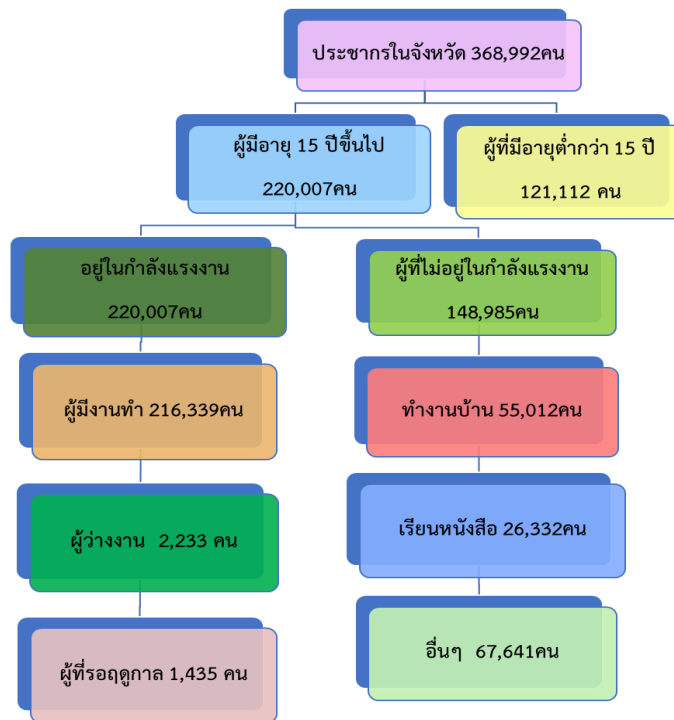 ประชากรในจังหวัด 368,992คน
ผู้มีอายุ 15 ปีขึ้นไป
220,007คน
ผู้ที่มีอายุต่ำกว่า 15 ปี
121,112 คน
อยู่ในกำลังแรงงาน
220,007คน
ผู้ที่ไม่อยู่ในกำลังแรงงาน
148,985คน
ผู้มีงานทำ 216,339คน
ทำงานบ้าน 55,012คน
ผู้ว่างงาน 2,233 คน
เรียนหนังสือ 26,332คน
ผู้ที่รอฤดูกาล 1,435 คน
อื่นๆ 67,641คน